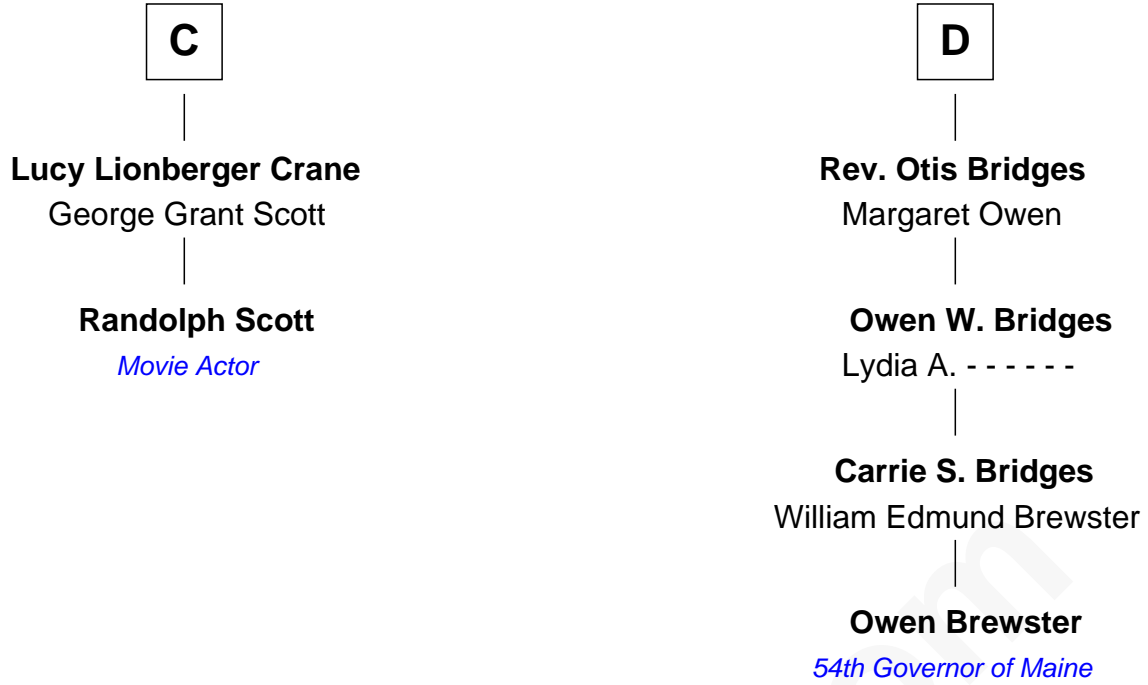 C
Lucy Lionberger Crane
George Grant Scott
Randolph Scott
Movie Actor
D
Rev. Otis Bridges
Margaret Owen
Owen W. Bridges
Lydia A. - - - - - -
Carrie S. Bridges
William Edmund Brewster
Owen Brewster
54th Governor of Maine